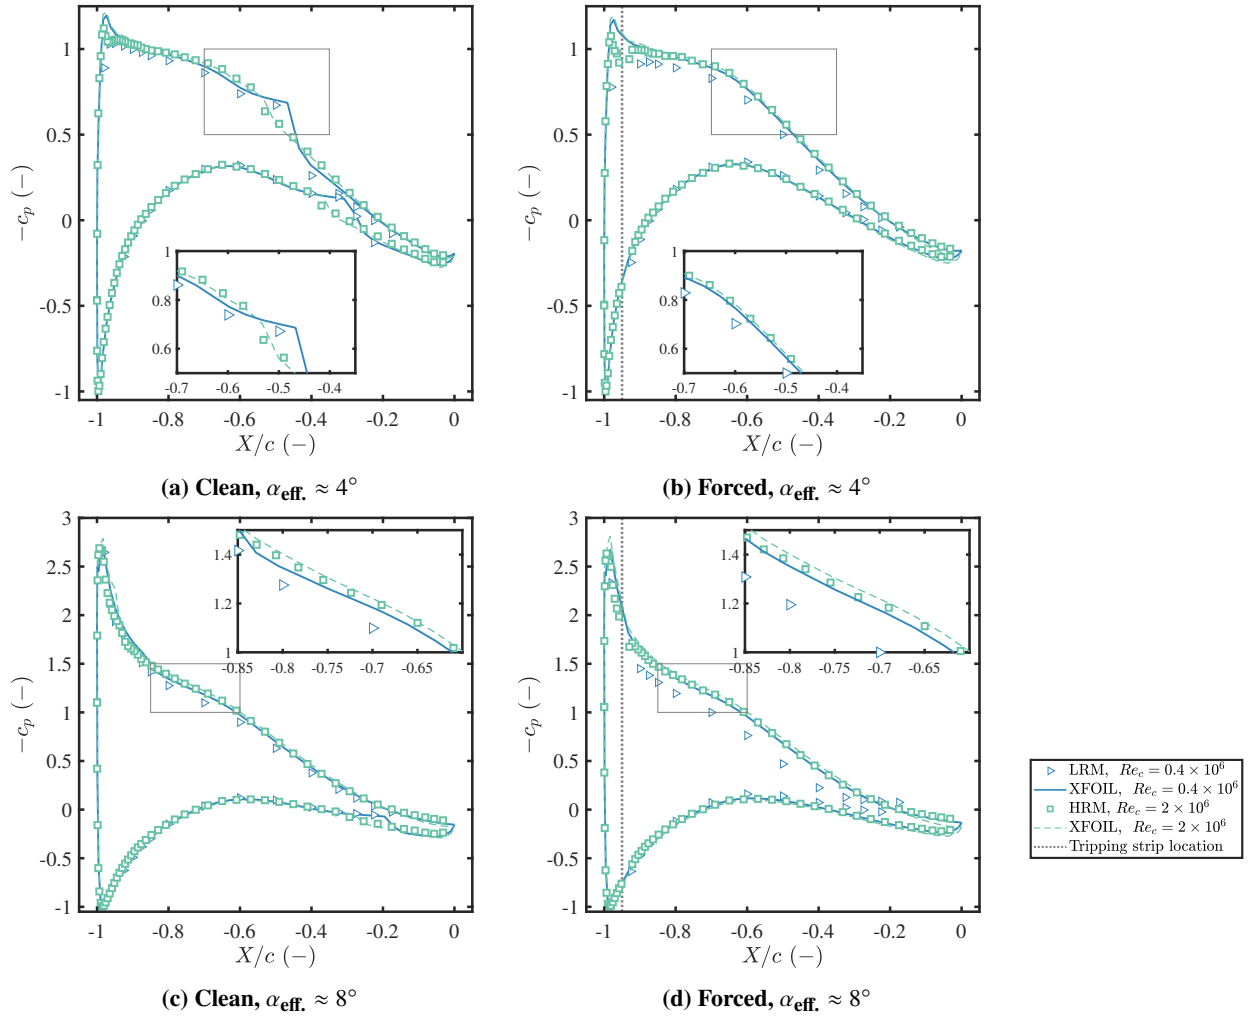 1
0.5
0
-0.5
-1
−c_p (−)
1
0.8
0.6
-0.7 -0.6 -0.5 -0.4
-1 -0.8 -0.6 -0.4 -0.2 0
X/c (−)
(a) Clean, α_eff. ≈ 4°
1
0.5
0
-0.5
-1
−c_p (−)
1
0.8
0.6
-0.7 -0.6 -0.5 -0.4
-1 -0.8 -0.6 -0.4 -0.2 0
X/c (−)
(b) Forced, α_eff. ≈ 4°
3
2.5
2
1.5
1
0.5
0
-0.5
-1
−c_p (−)
1.4
1.2
1
-0.85 -0.8 -0.75 -0.7 -0.65
-1 -0.8 -0.6 -0.4 -0.2 0
X/c (−)
(c) Clean, α_eff. ≈ 8°
3
2.5
2
1.5
1
0.5
0
-0.5
-1
−c_p (−)
1.4
1.2
1
-0.85 -0.8 -0.75 -0.7 -0.65
-1 -0.8 -0.6 -0.4 -0.2 0
X/c (−)
(d) Forced, α_eff. ≈ 8°
LRM, Re_c = 0.4 × 10⁶
XFOIL, Re_c = 0.4 × 10⁶
HRM, Re_c = 2 × 10⁶
XFOIL, Re_c = 2 × 10⁶
Tripping strip location